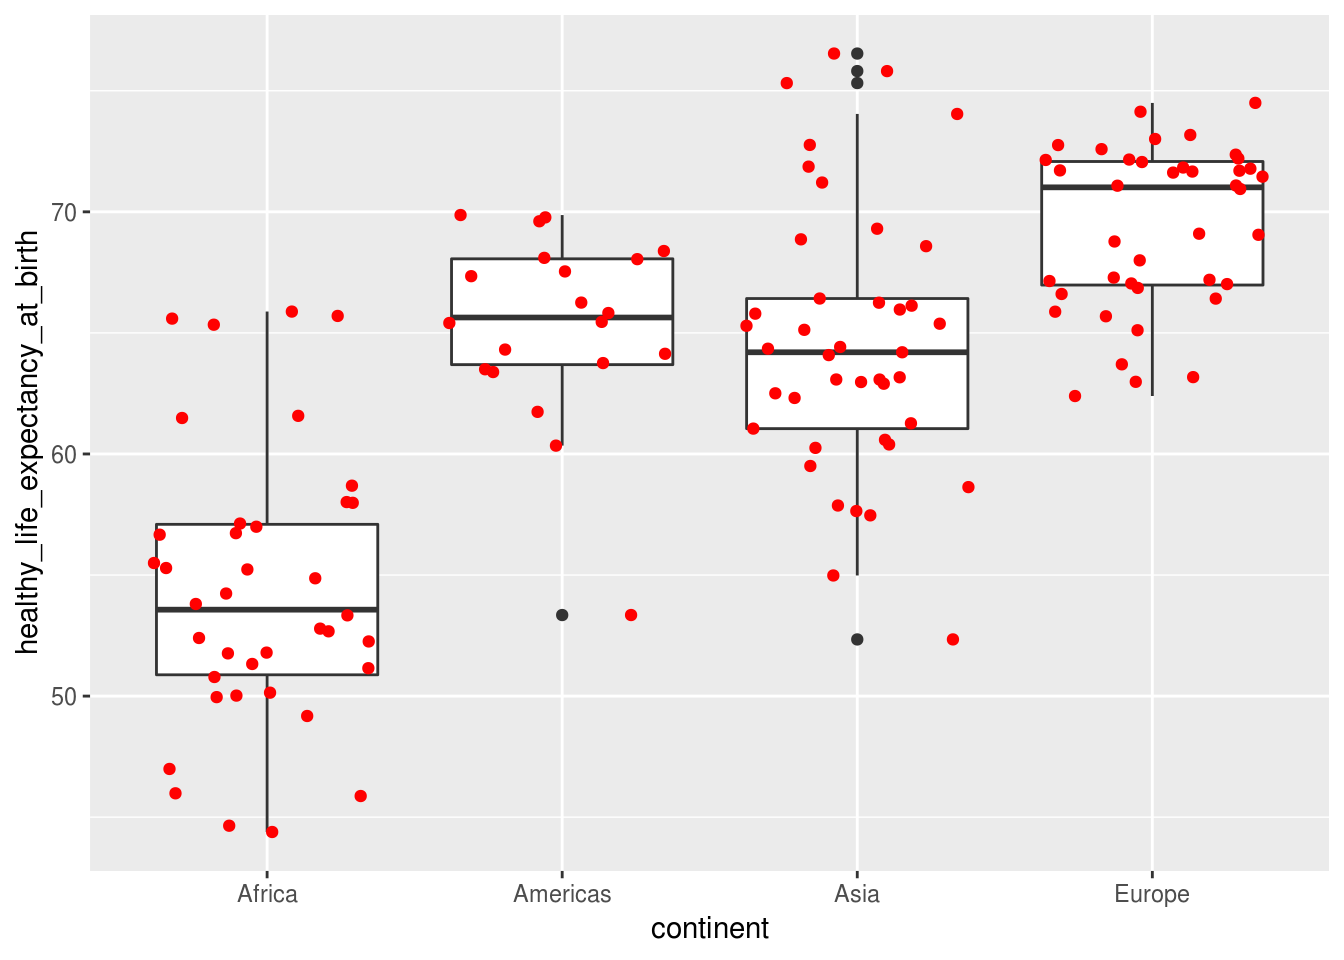 healthy_life_expectancy_at_birth
70
60
50
Africa Americas Asia Europe
continent